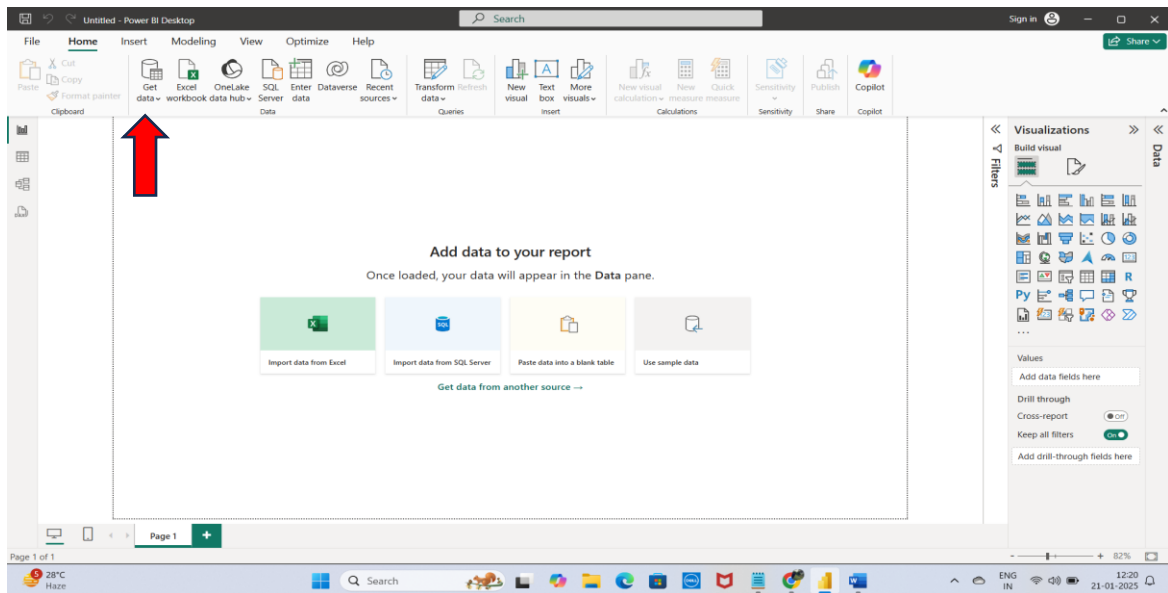 Untitled - Power BI Desktop
Search
Sign in
File Home Insert Modeling View Optimize Help
Share
Paste
Cut
Copy
Format painter
Clipboard
Get data
Excel workbook
OneLake data hub
SQL Server
Enter data
Dataverse
Recent sources
Data
Transform data
Refresh
Queries
New visual
Text box
More visuals
Insert
New visual calculation
New measure
Quick measure
Calculations
Sensitivity
Sensitivity
Publish
Share
Copilot
Copilot
Add data to your report
Once loaded, your data will appear in the Data pane.
SQL
Import data from Excel
Import data from SQL Server
Paste data into a blank table
Use sample data
Get data from another source →
Filters
Visualizations
Build visual
R
Py
123
...
Values
Add data fields here
Drill through
Cross-report
Off
Keep all filters
On
Add drill-through fields here
Data
Page 1
Page 1 of 1
82%
5
28°C
Haze
Search
DELL
ENG
IN
12:20
21-01-2025